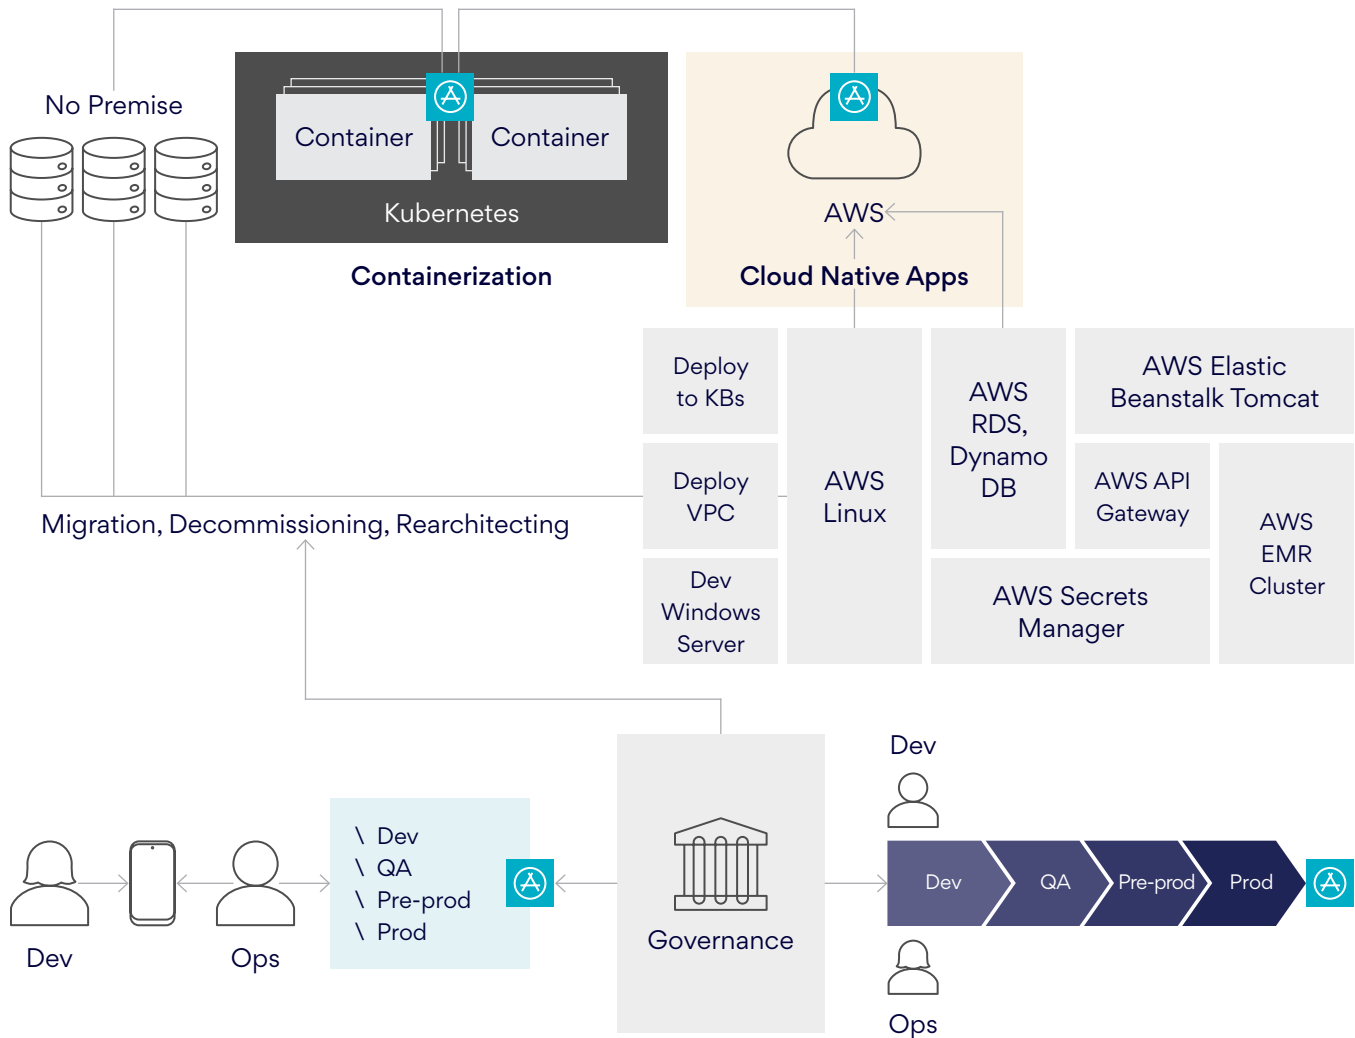 No Premise
Container
Container
Kubernetes
Containerization
AWS
Cloud Native Apps
Deploy
to KBs
Deploy
VPC
Dev
Windows
Server
AWS
Linux
AWS
RDS,
Dynamo
DB
AWS Elastic
Beanstalk Tomcat
AWS API
Gateway
AWS
EMR
Cluster
AWS Secrets
Manager
Migration, Decommissioning, Rearchitecting
Dev
Ops
\ Dev
\ QA
\ Pre-prod
\ Prod
Governance
Dev
Dev
QA
Pre-prod
Prod
Ops